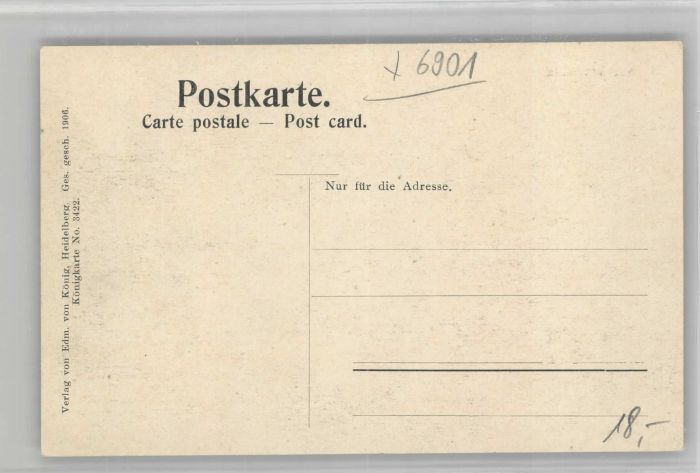 x 6901
Postkarte.
Carte postale — Post card.
Nur für die Adresse.
Verlag von Edm. von König, Heidelberg. Ges. gesch. 1906.
Königkarte No. 3422.
18,-